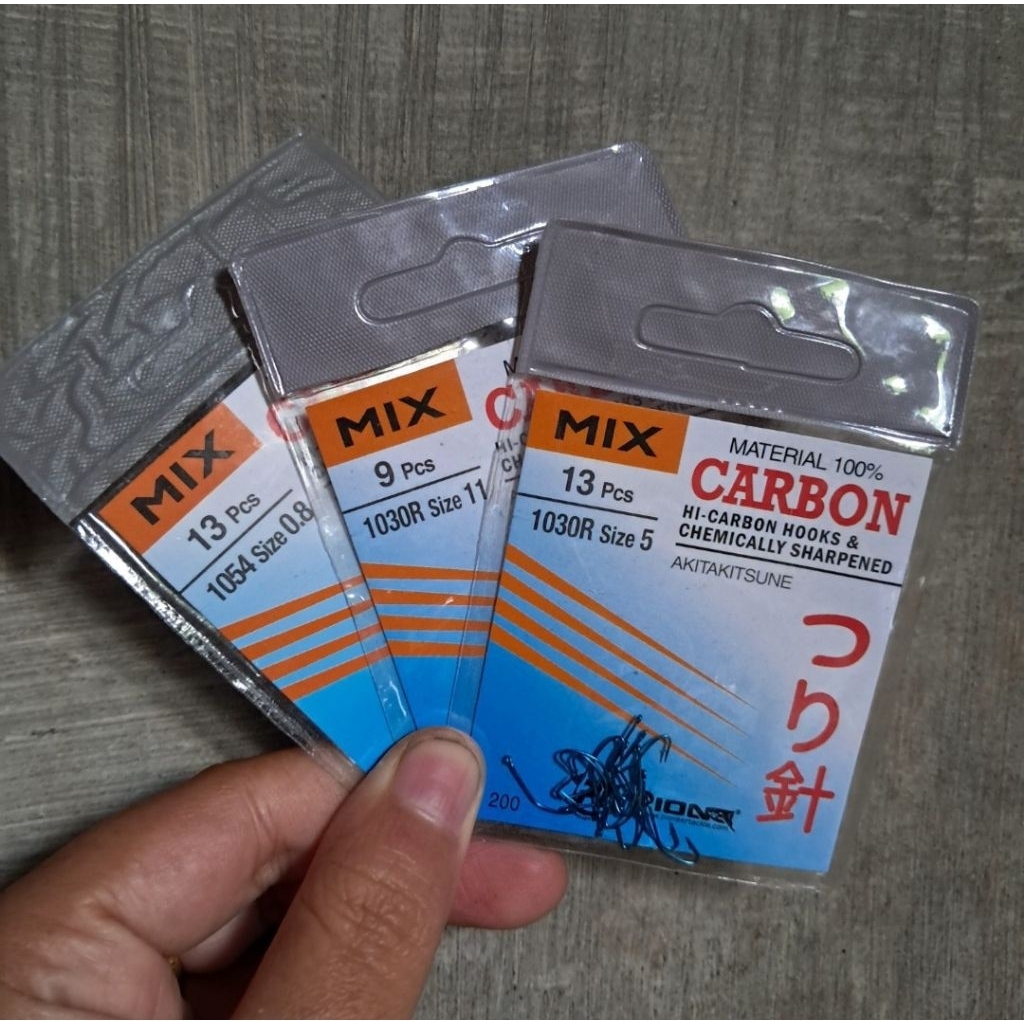 MIX
13 Pcs
1054 Size 0.8
MIX
9 Pcs
1030R Size 11
MIX
13 Pcs
1030R Size 5
MATERIAL 100%
CARBON
HI-CARBON HOOKS &
CHEMICALLY SHARPENED
AKITAKITSUNE
つり針
200